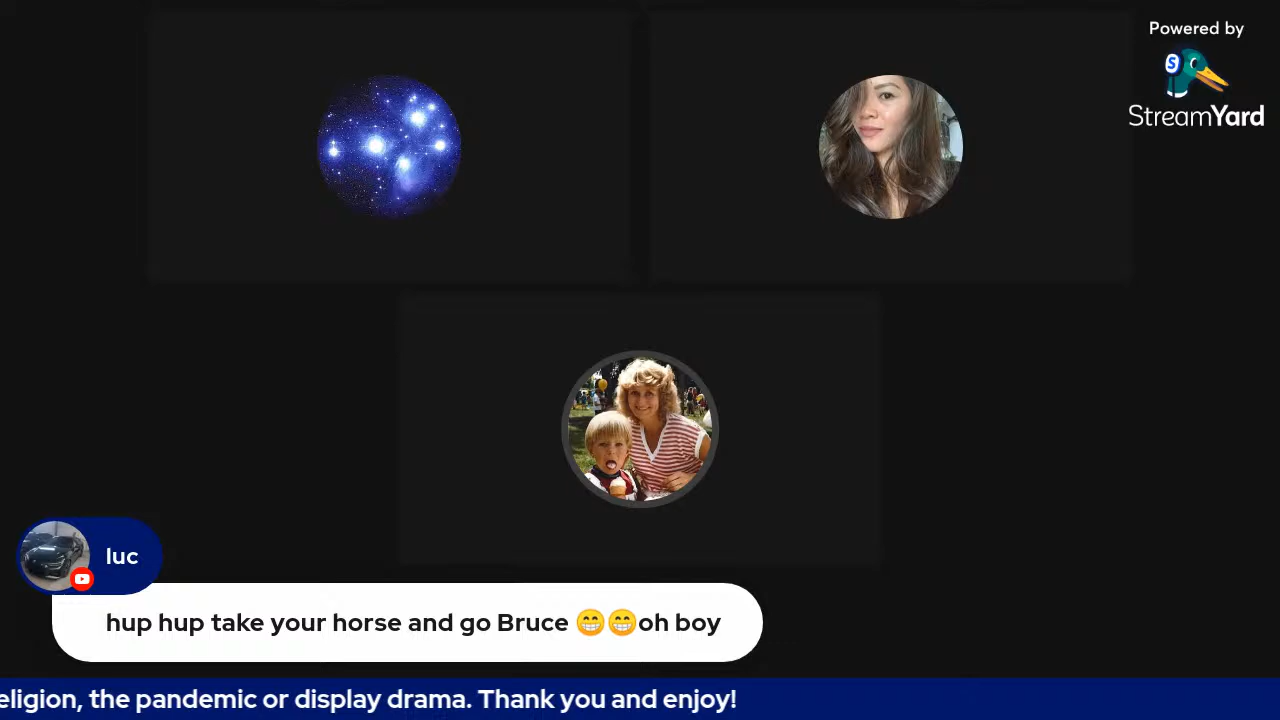 Powered by
StreamYard
luc
hup hup take your horse and go Bruce 😁😁oh boy
eligion, the pandemic or display drama. Thank you and enjoy!